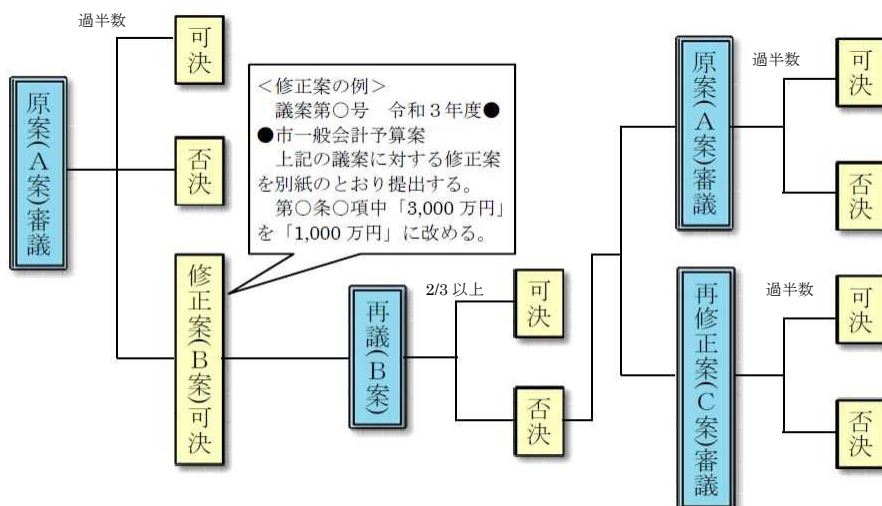 過半数
原案(A案)審議
可決
否決
修正案(B案)可決
＜修正案の例＞
議案第○号　令和３年度●
●市一般会計予算案
上記の議案に対する修正案
を別紙のとおり提出する。
第○条○項中「3,000 万円」
を「1,000 万円」に改める。
再議(B案)
2/3 以上
可決
否決
原案(A案)審議
過半数
可決
否決
再修正案(C案)審議
過半数
可決
否決